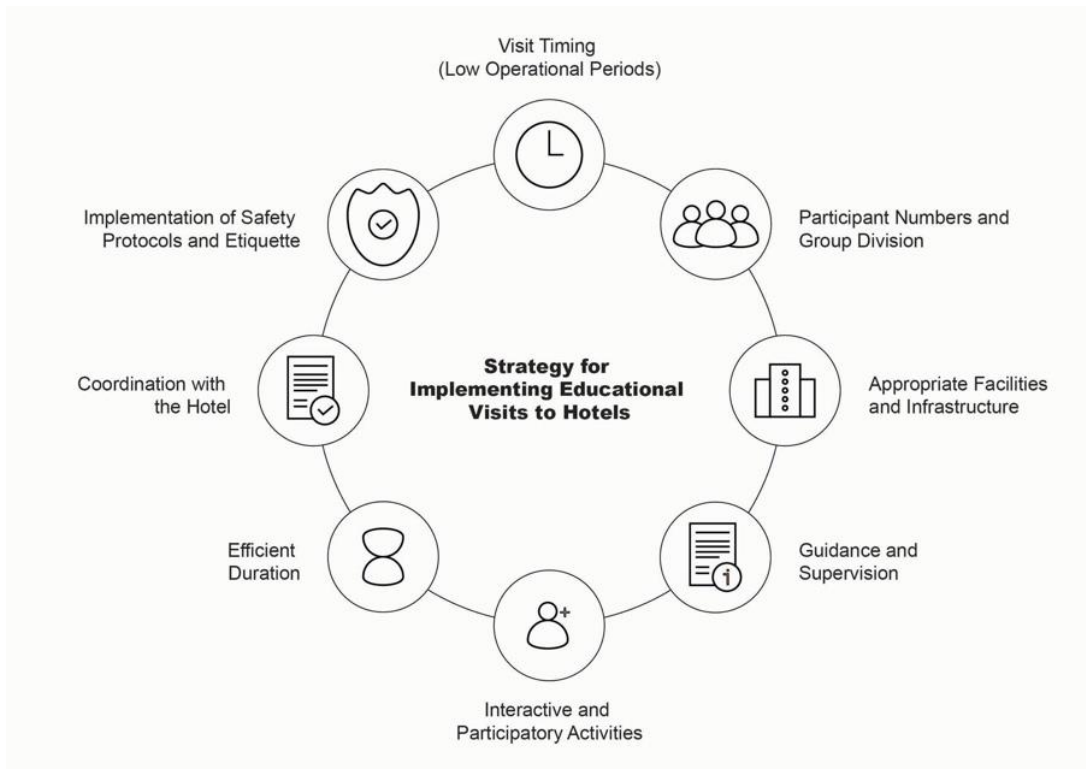 Visit Timing
(Low Operational Periods)
Participant Numbers and
Group Division
Appropriate Facilities
and Infrastructure
Guidance and
Supervision
Interactive and
Participatory Activities
Efficient
Duration
Coordination with
the Hotel
Implementation of Safety
Protocols and Etiquette
Strategy for
Implementing Educational
Visits to Hotels